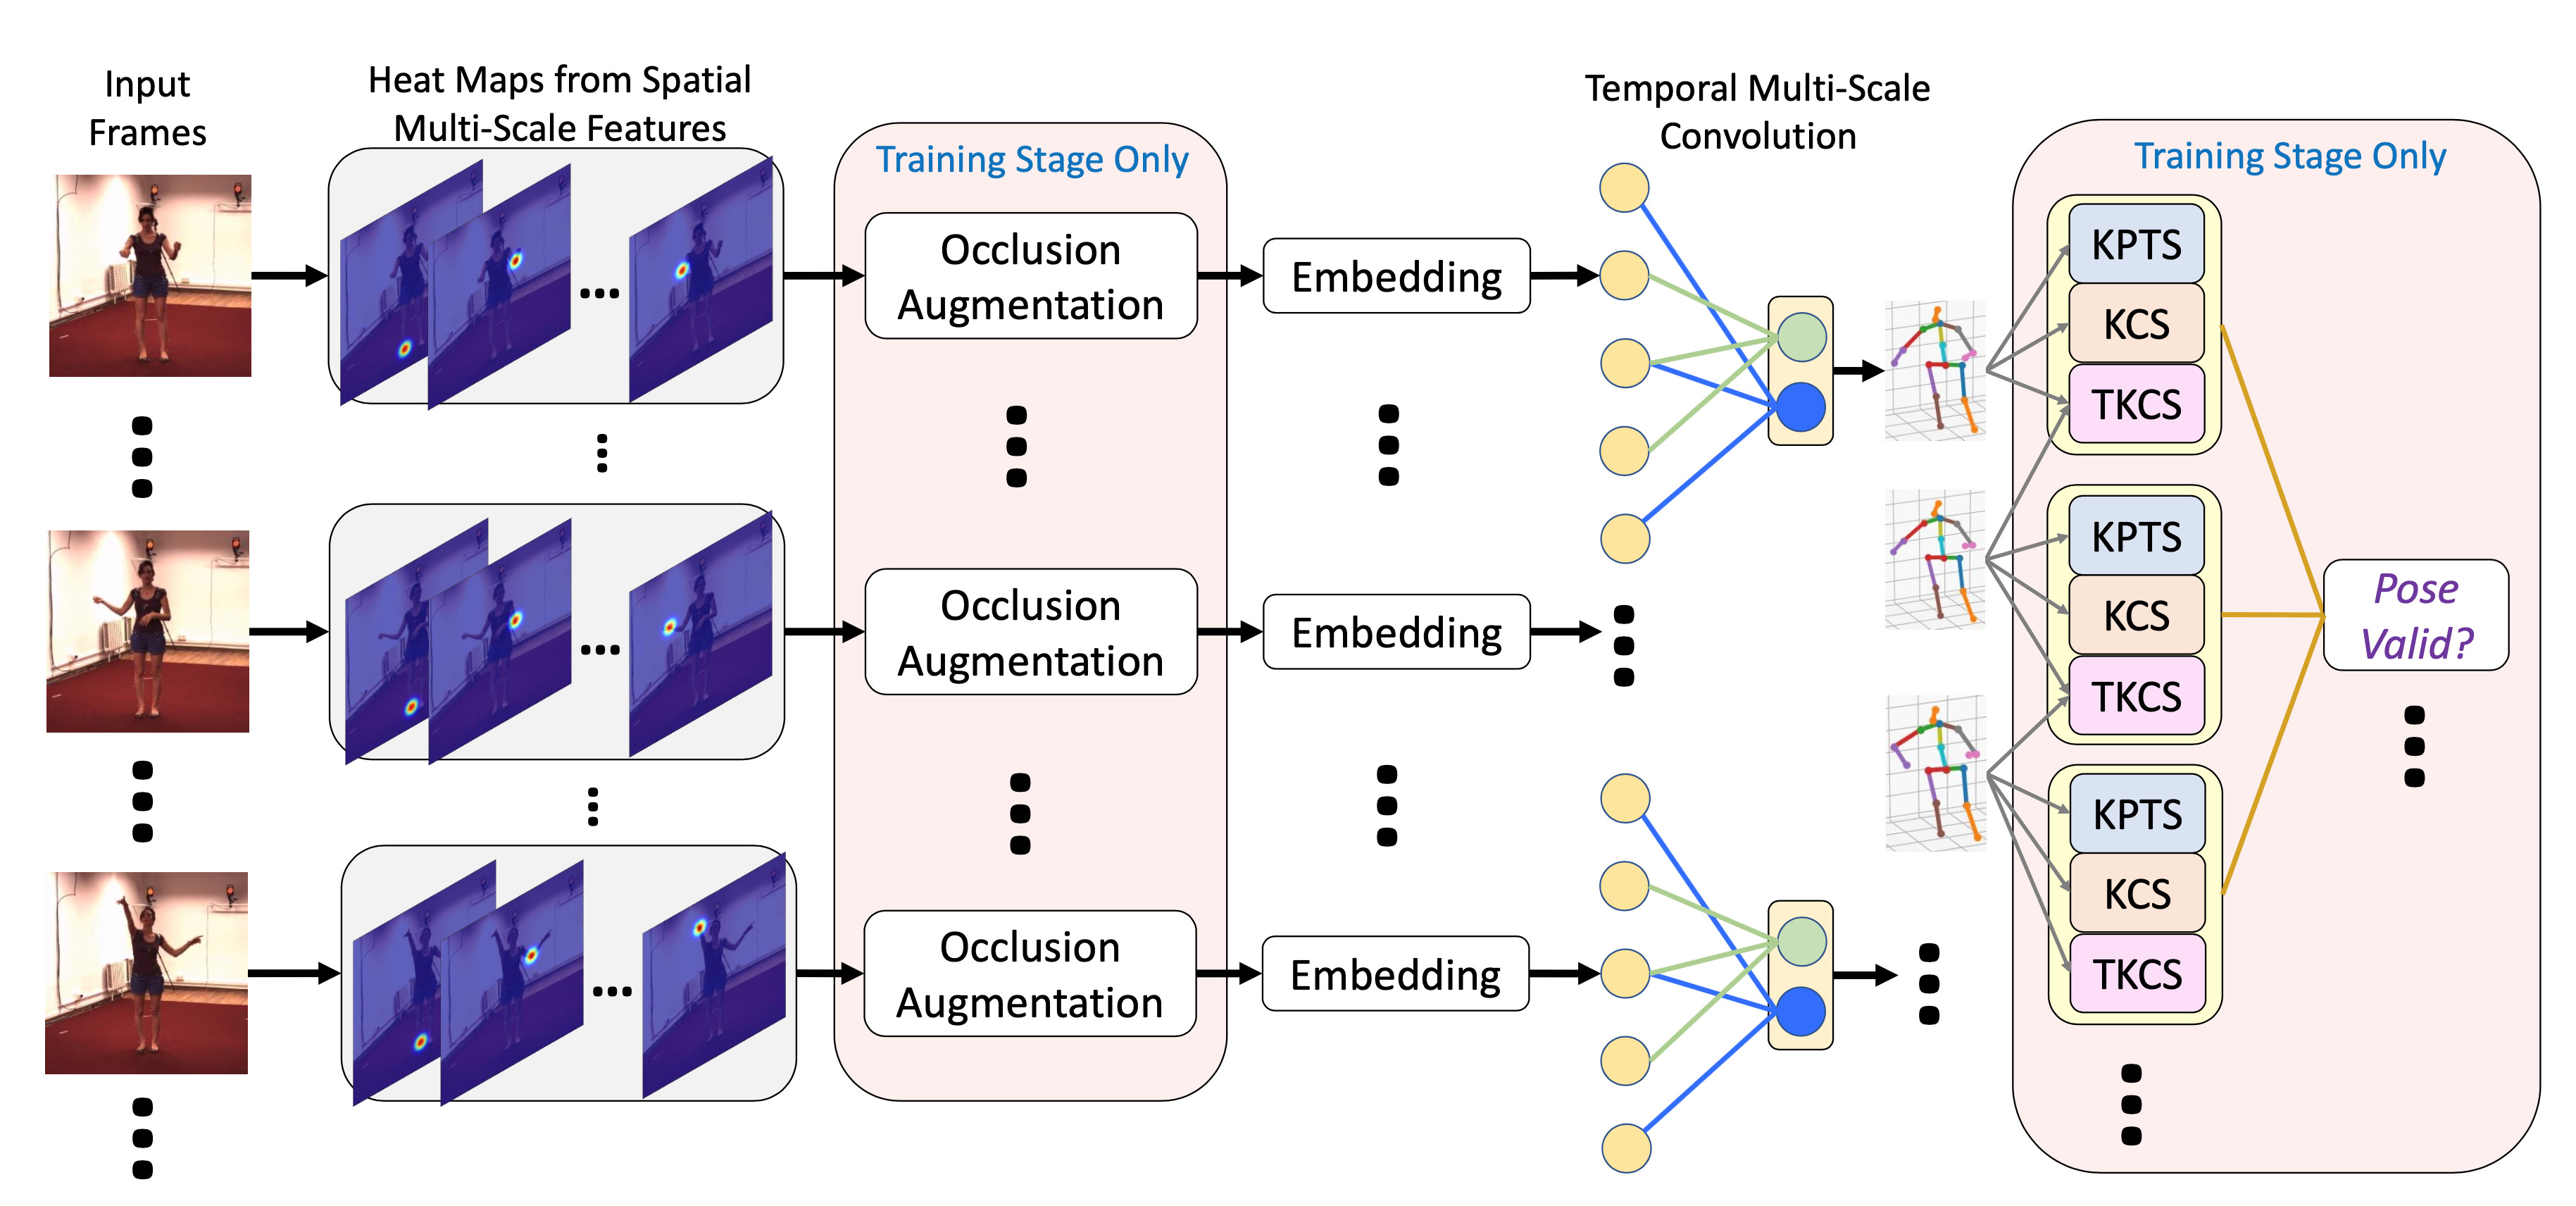 Input
Frames
Heat Maps from Spatial
Multi-Scale Features
Training Stage Only
Occlusion
Augmentation
Occlusion
Augmentation
Occlusion
Augmentation
Embedding
Embedding
Embedding
Temporal Multi-Scale
Convolution
Training Stage Only
KPTS
KCS
TKCS
KPTS
KCS
TKCS
KPTS
KCS
TKCS
Pose
Valid?